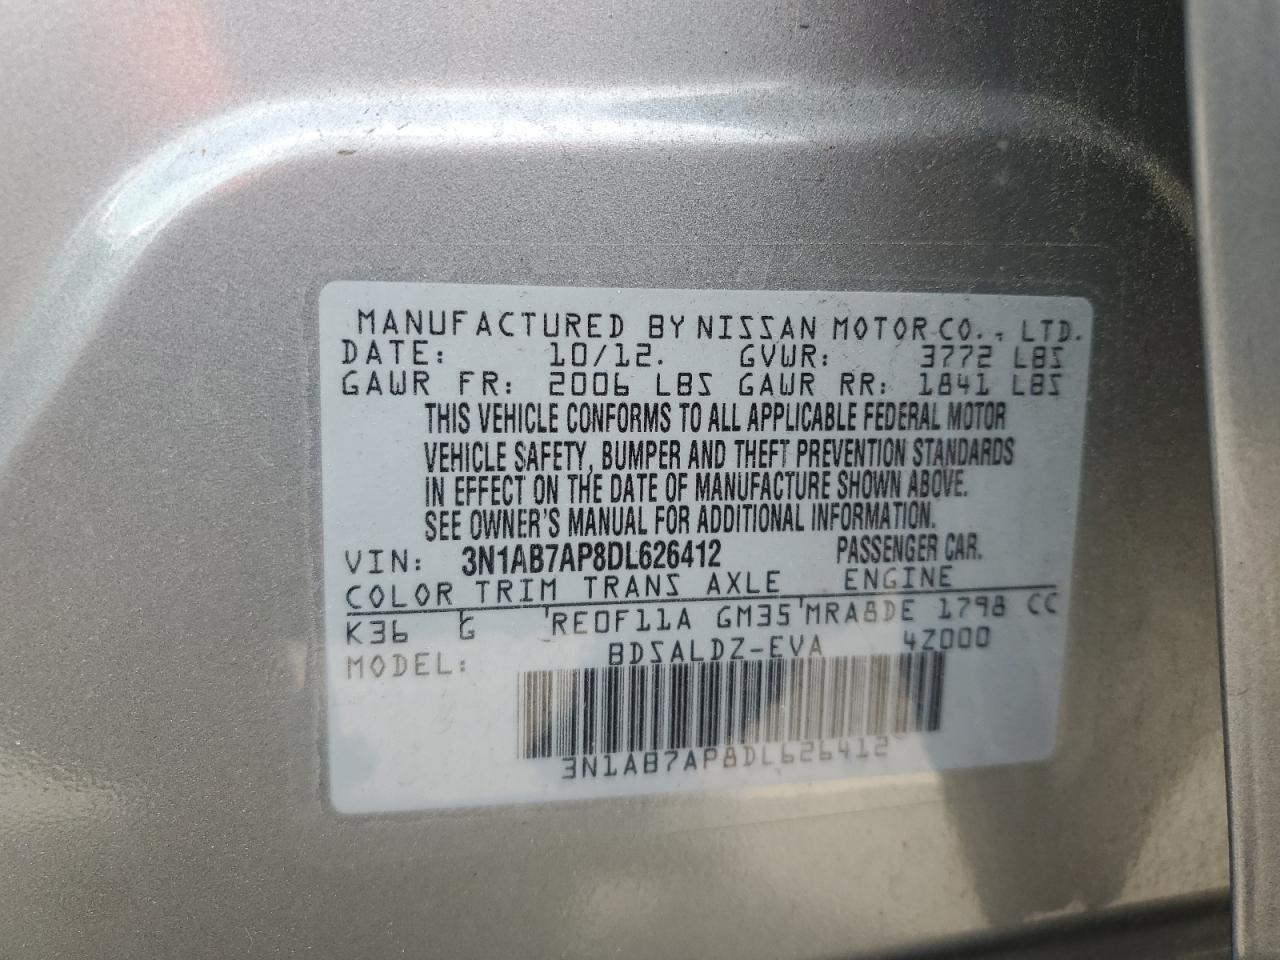 MANUFACTURED BY NISSAN MOTOR CO., LTD.
DATE: 10/12. GVWR: 3772 LBS
GAWR FR: 2006 LBS GAWR RR: 1841 LBS
THIS VEHICLE CONFORMS TO ALL APPLICABLE FEDERAL MOTOR
VEHICLE SAFETY, BUMPER AND THEFT PREVENTION STANDARDS
IN EFFECT ON THE DATE OF MANUFACTURE SHOWN ABOVE.
SEE OWNER'S MANUAL FOR ADDITIONAL INFORMATION.
VIN: 3N1AB7AP8DL626412 PASSENGER CAR.
COLOR TRIM TRANS AXLE ENGINE
K36 G RE0F11A GM35 MRA8DE 1798 CC
MODEL: BDSALDZ-EVA 4Z000
3N1AB7AP8DL626412